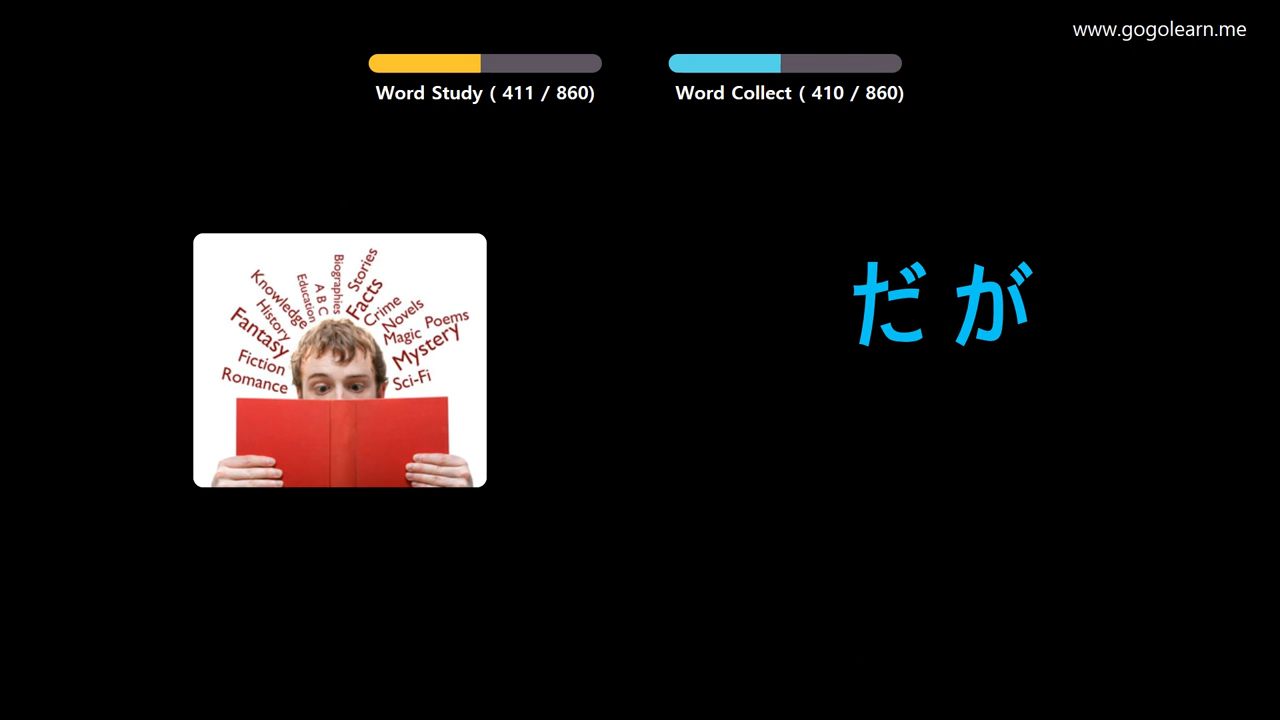 www.gogolearn.me
Word Study ( 411 / 860)
Word Collect ( 410 / 860)
だ が
Stories
Biographies
Knowledge
Education
A B C
Facts
History
Crime
Novels
Fantasy
Poems
Magic
Mystery
Fiction
Romance
Sci-Fi